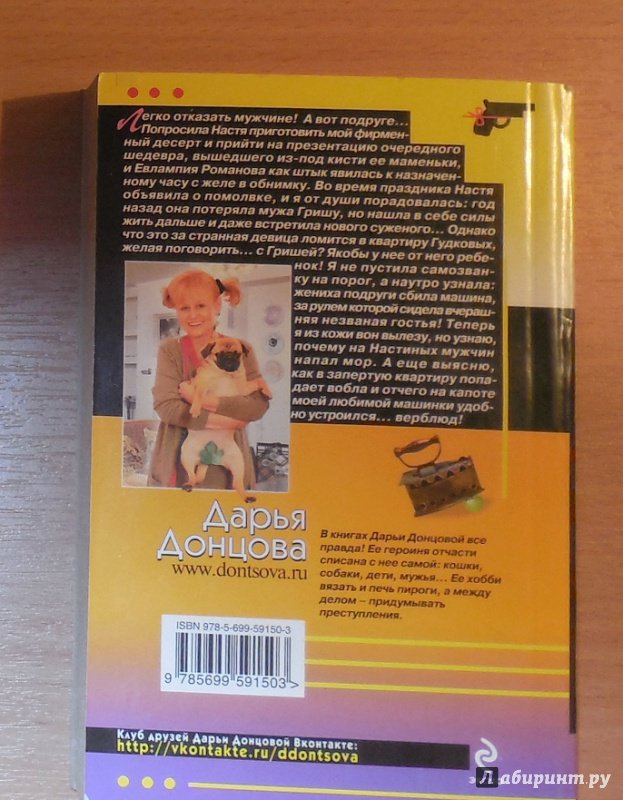 Легко отказать мужчине! А вот подруге...
Попросила Настя приготовить мой фирмен-
ный десерт и прийти на презентацию очередного
шедевра, вышедшего из-под кисти ее маменьки,
и Евлампия Романова как штык явилась к назначен-
ному часу с желе в обнимку. Во время праздника Настя
объявила о помолвке, и я от души порадовалась: год
назад она потеряла мужа Гришу, но нашла в себе силы
жить дальше и даже встретила нового суженого... Однако
что это за странная девица ломится в квартиру Гудковых,
желая поговорить... с Гришей? Якобы у нее от него ребе-
нок! Я не пустила самозван-
ку на порог, а наутро узнала:
жениха подруги сбила машина,
за рулем которой сидела вчераш-
няя незваная гостья! Теперь
я из кожи вон вылезу, но узнаю,
почему на Настиных мужчин
напал мор. А еще выясню,
как в запертую квартиру попа-
дает вобла и отчего на капоте
моей любимой машинки удоб-
но устроился... верблюд!
Дарья
Донцова
www.dontsova.ru
В книгах Дарьи Донцовой все
правда! Ее героиня отчасти
списана с нее самой: кошки,
собаки, дети, мужья... Ее хобби
вязать и печь пироги, а между
делом – придумывать
преступления.
ISBN 978-5-699-59150-3
9 785699 591503 >
Клуб друзей Дарьи Донцовой Вконтакте:
http://vkontakte.ru/ddontsova
Лабиринт.ру